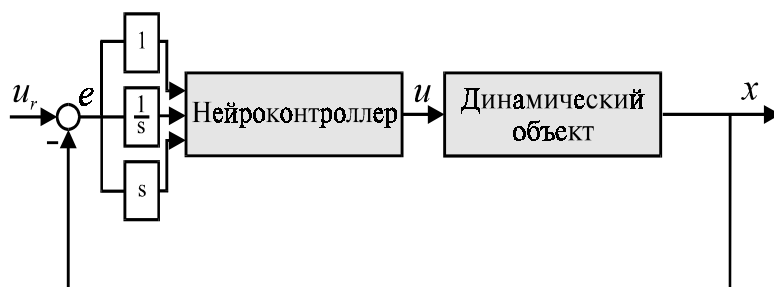 1
u_r
e
1
s
Нейроконтроллер
u
Динамический
объект
x
-
s